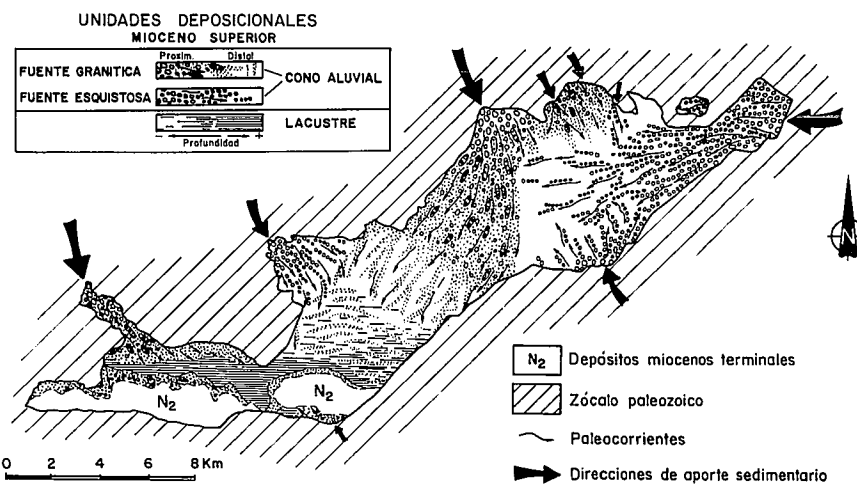 UNIDADES DEPOSICIONALES
MIOCENO SUPERIOR
Proxim. Distal
FUENTE GRANITICA
CONO ALUVIAL
FUENTE ESQUISTOSA
LACUSTRE
- +
Profundidad
N
N2
N2
N2 Depósitos miocenos terminales
Zócalo paleozoico
Paleocorrientes
Direcciones de aporte sedimentario
0 2 4 6 8 Km